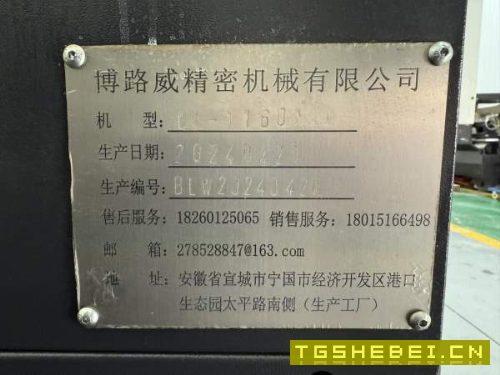 博路威精密机械有限公司
机 型:
生产日期:
生产编号:
售后服务: 18260125065 销售服务: 18015166498
邮 箱: 278528847@163.com
地 址: 安徽省宣城市宁国市经济开发区港口
生态园太平路南侧(生产工厂)
TGSHEBEI.CN